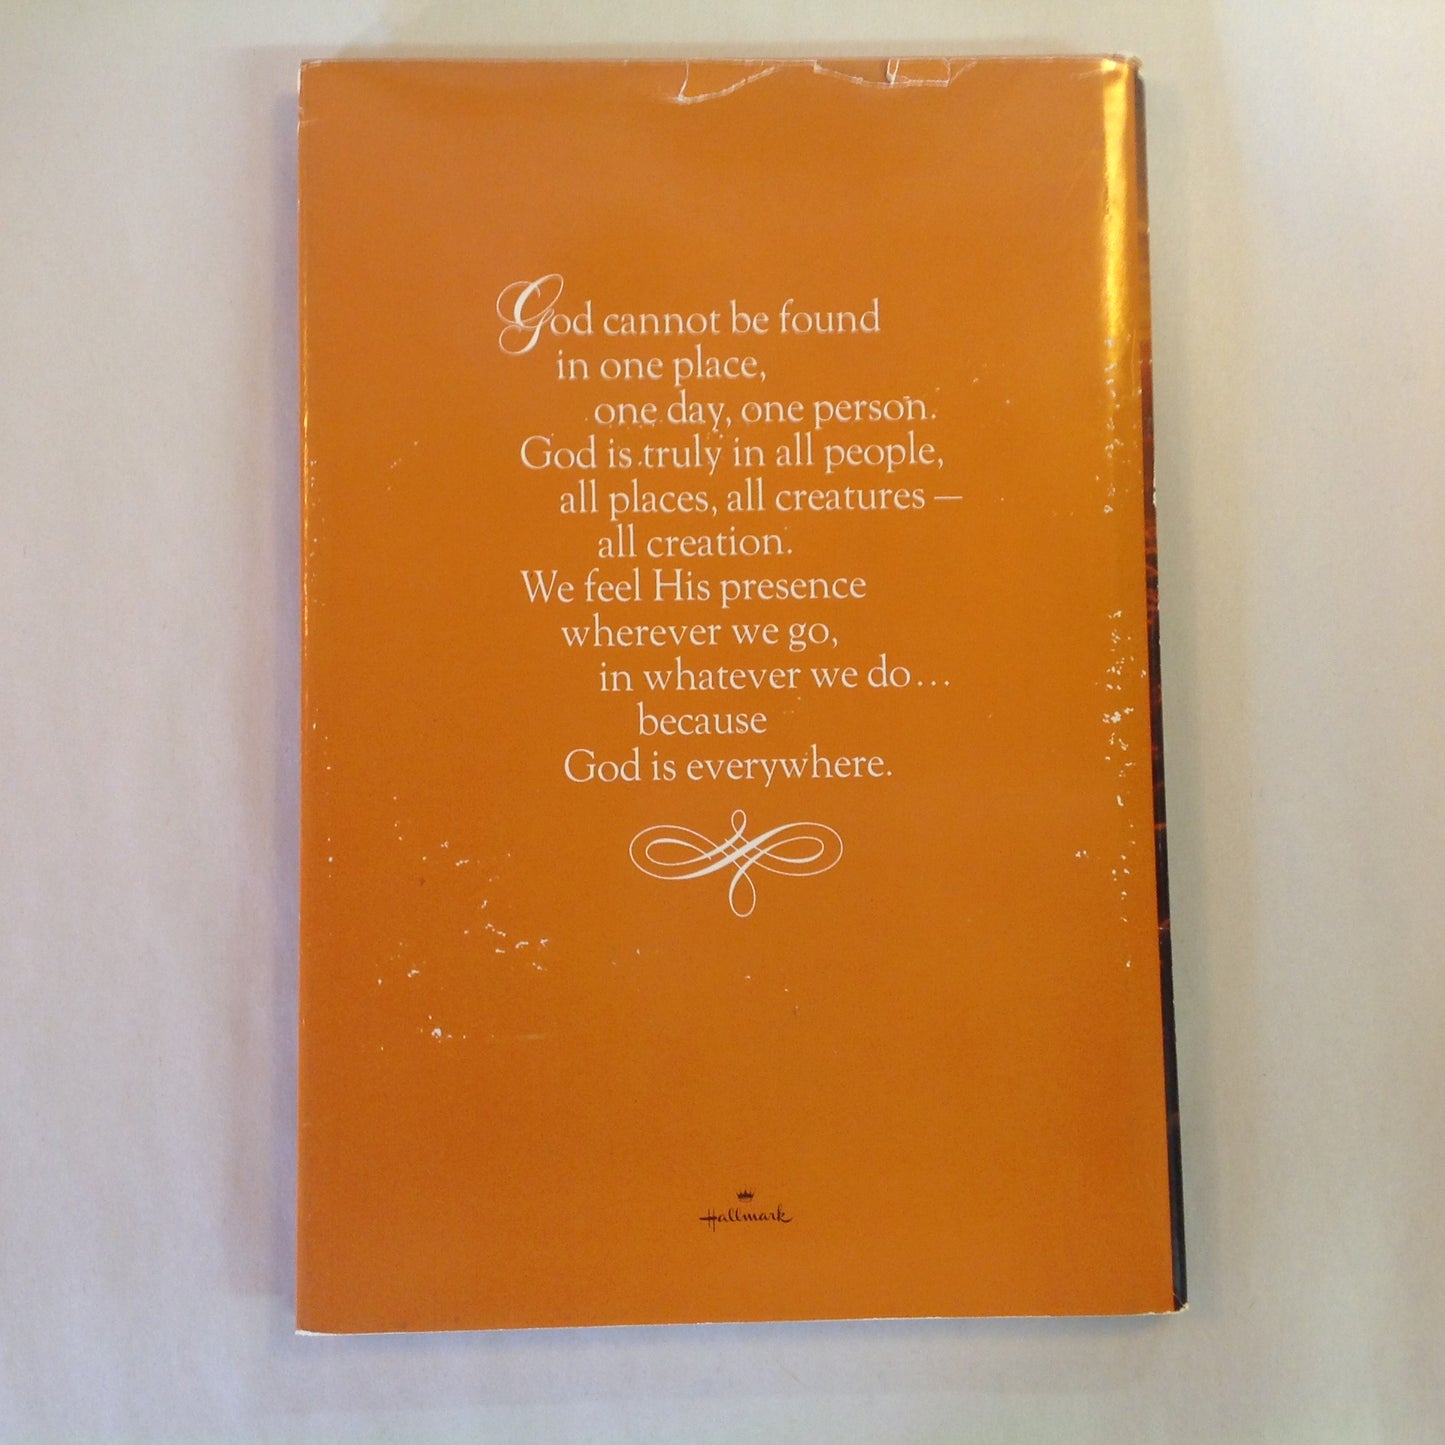 God cannot be found
in one place,
one day, one person.
God is truly in all people,
all places, all creatures —
all creation.
We feel His presence
wherever we go,
in whatever we do...
because
God is everywhere.
Hallmark